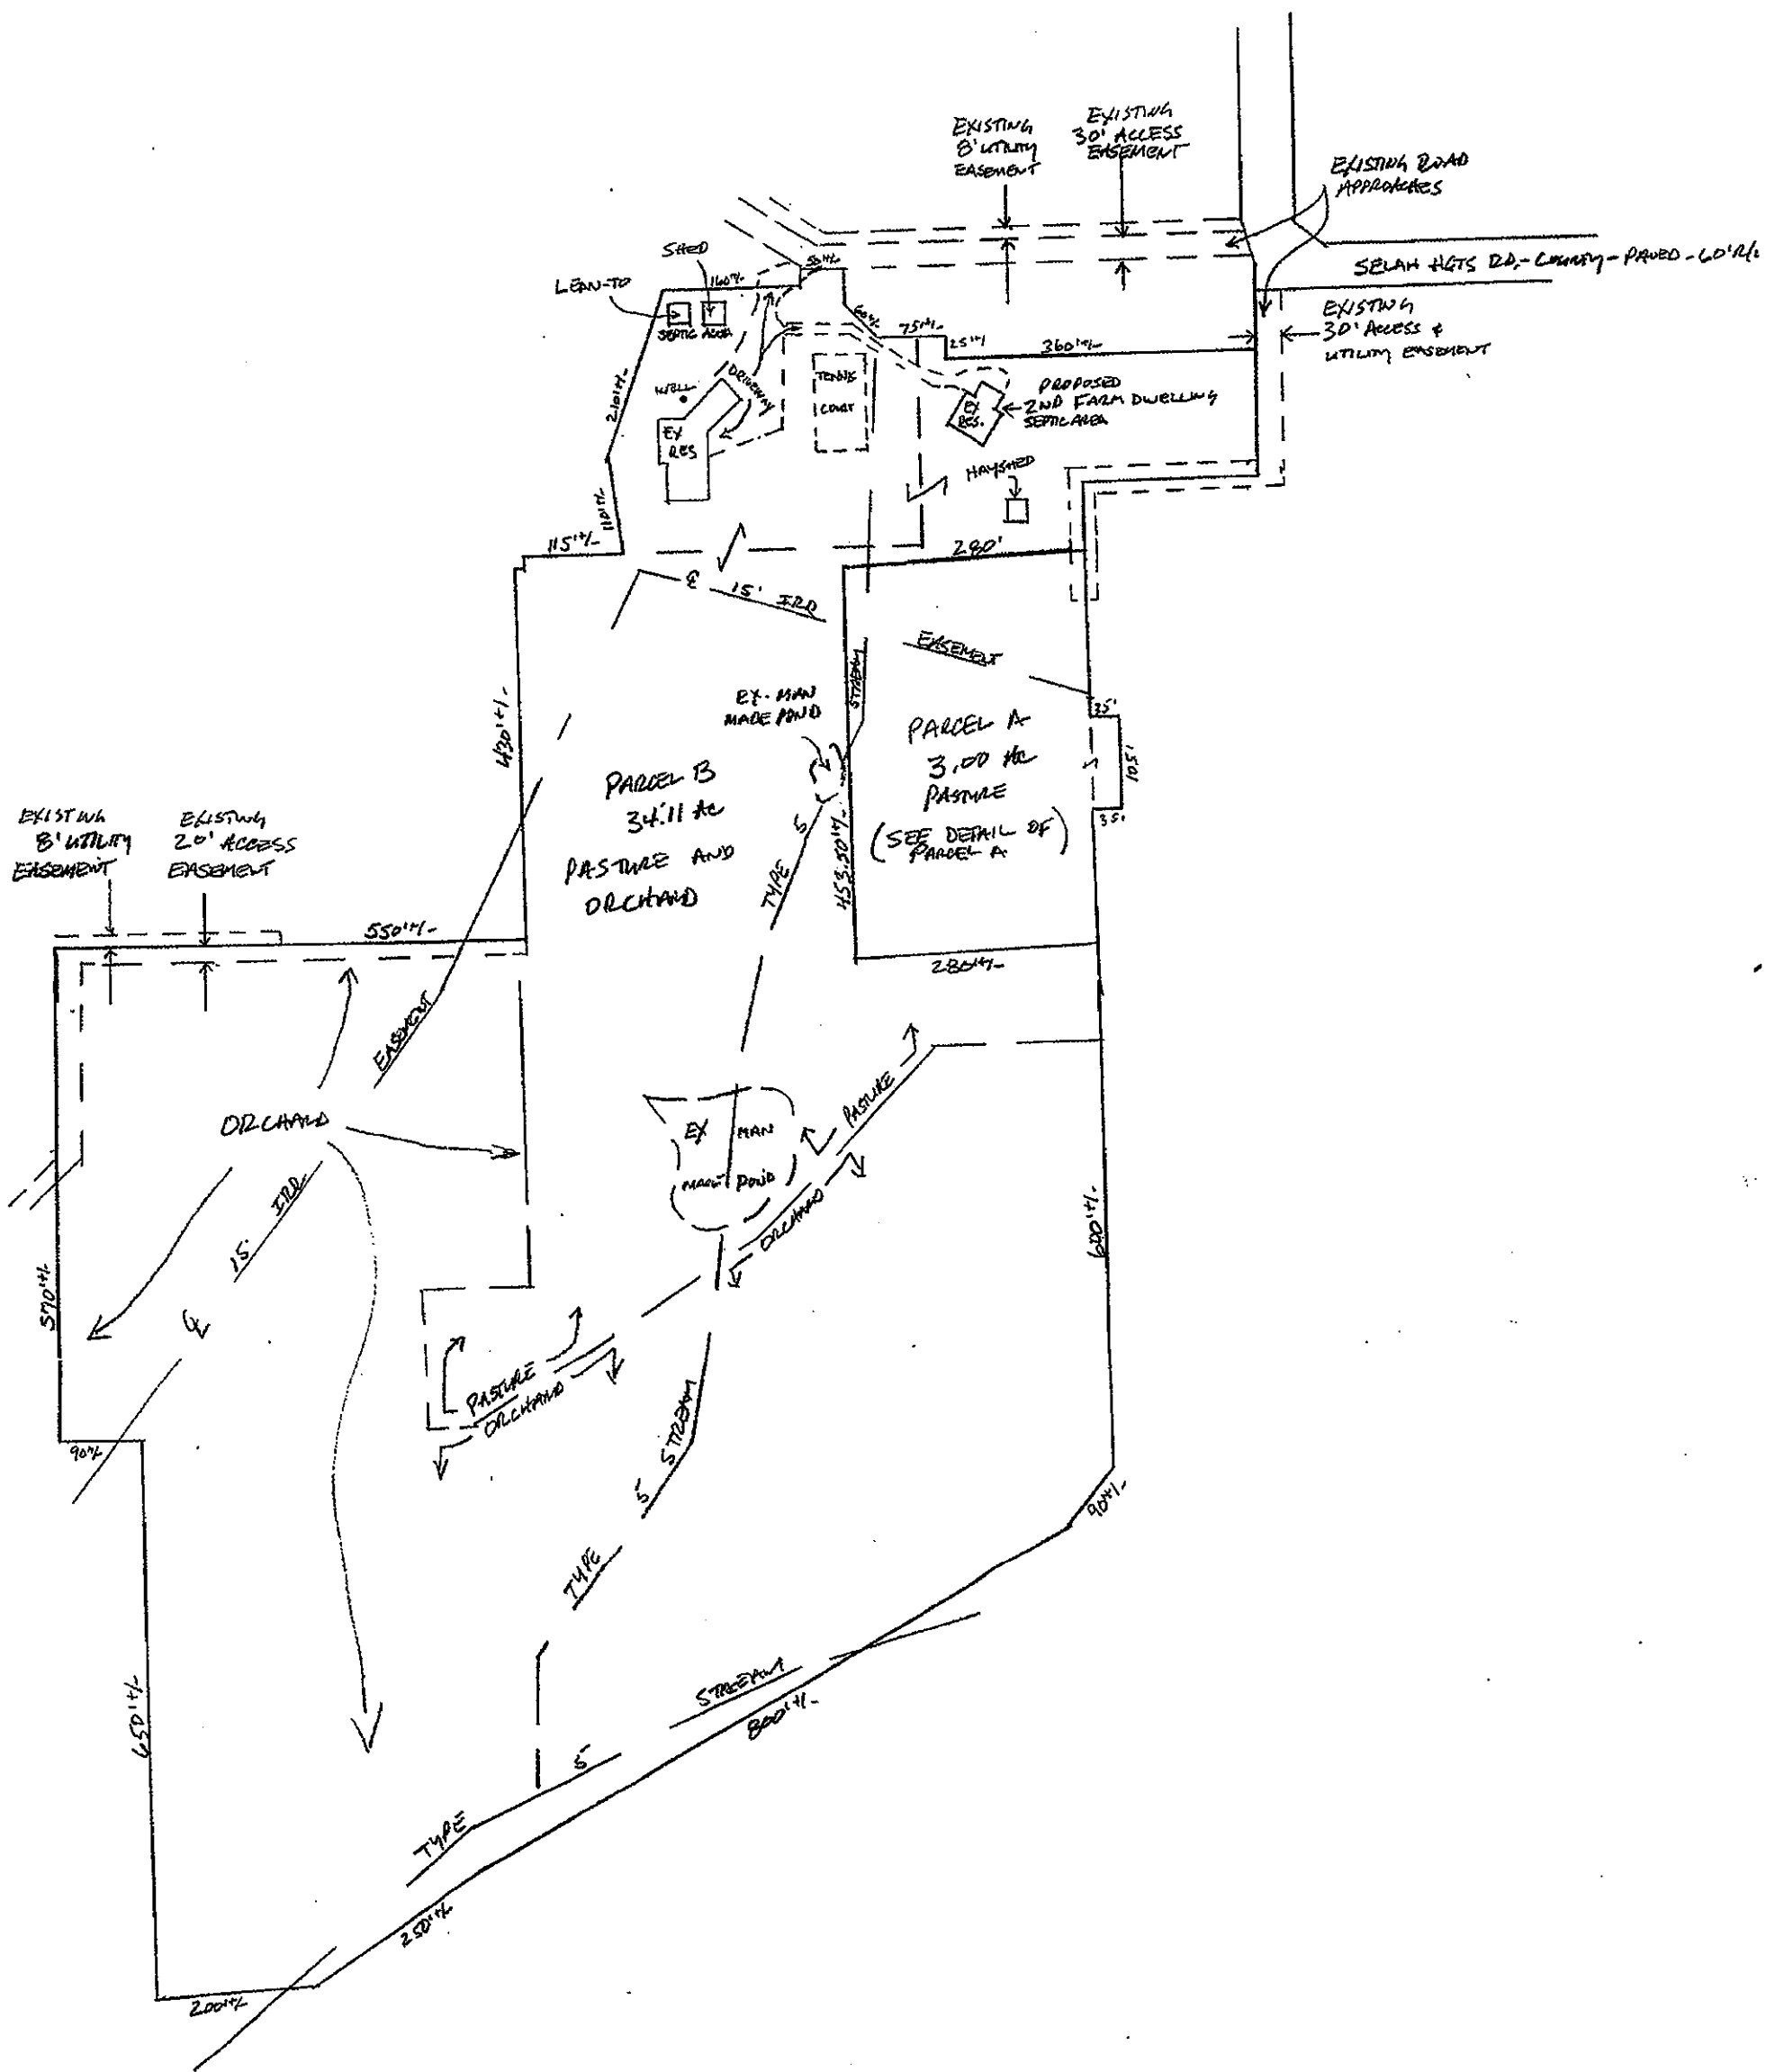 EXISTING
8' UTILITY
EASEMENT
EXISTING
30' ACCESS
EASEMENT
EXISTING ROAD
APPROACHES
SELAH HGTS RD.- COUNTY - PAVED - 60' R/W
EXISTING
30' ACCESS &
UTILITY EASEMENT
SHED
LEAN-TO
160'+/-
50'+/-
60'+/-
75'+/-
25'+/-
360'+/-
SEPTIC AREA
210'+/-
WELL
DRIVEWAY
TENNIS
COURT
EX
RES
EX
RES.
PROPOSED
2ND FARM DWELLING
SEPTIC AREA
HAYSHED
110'+/-
115'+/-
280'
15' IRR
EASEMENT
STREAM
EX. MAN
MADE POND
430'+/-
PARCEL A
3.00 AC
PASTURE
(SEE DETAIL OF
PARCEL A)
35'
105'
35'
PARCEL B
34.11 AC
PASTURE AND
ORCHARD
TYPE 5
453.50'+/-
280'+/-
EXISTING
8' UTILITY
EASEMENT
EXISTING
20' ACCESS
EASEMENT
550'+/-
EASEMENT
ORCHARD
15' IRR
570'+/-
90'+/-
EX MAN
MADE POND
PASTURE
ORCHARD
600'+/-
PASTURE
ORCHARD
TYPE 5 STREAM
90'+/-
650'+/-
TYPE 5 STREAM
800'+/-
250'+/-
200'+/-